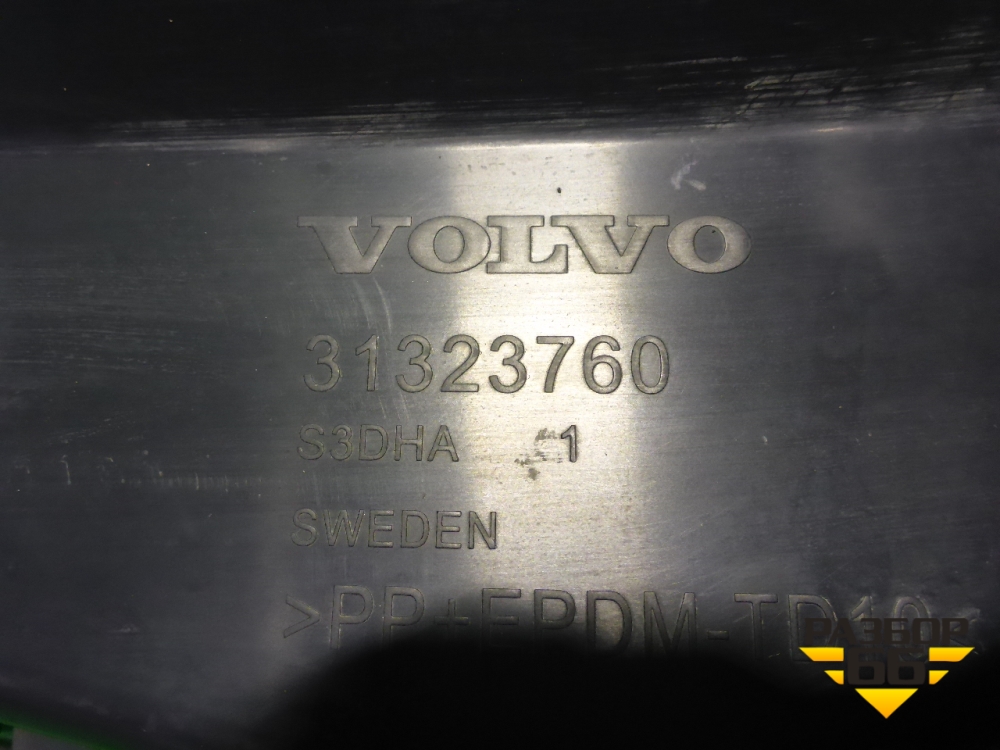 VOLVO
31323760
S3DHA 1
SWEDEN
>PP+EPDM-TD10
РАЗБОР
66